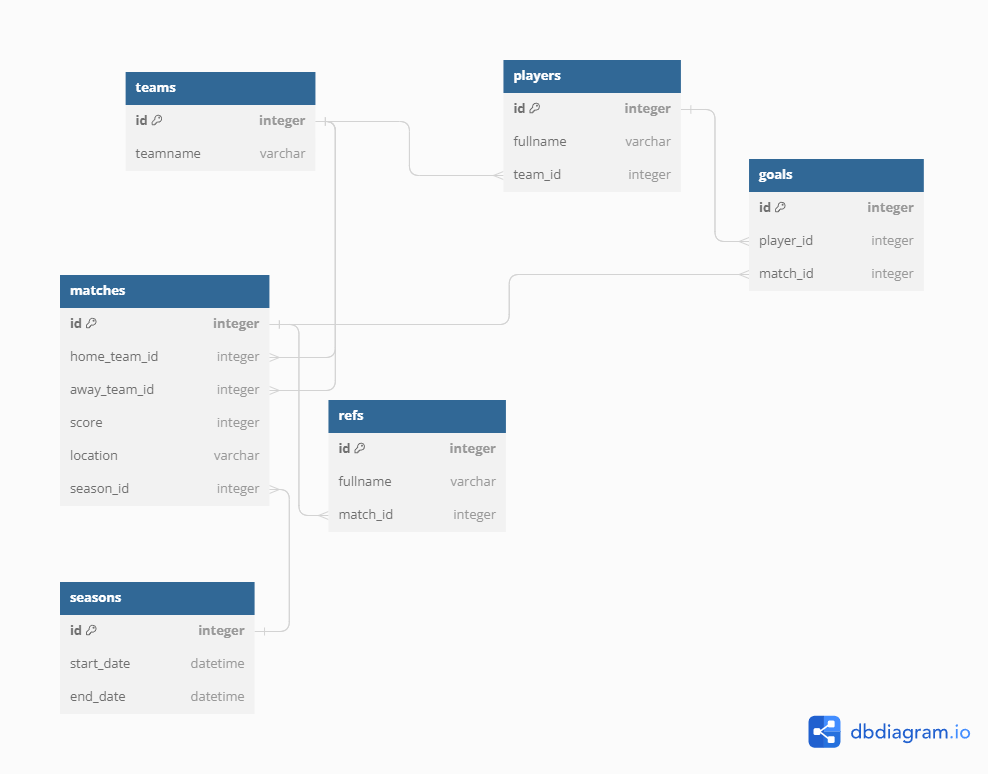 teams
id integer
teamname varchar
players
id integer
fullname varchar
team_id integer
goals
id integer
player_id integer
match_id integer
matches
id integer
home_team_id integer
away_team_id integer
score integer
location varchar
season_id integer
refs
id integer
fullname varchar
match_id integer
seasons
id integer
start_date datetime
end_date datetime
dbdiagram.io